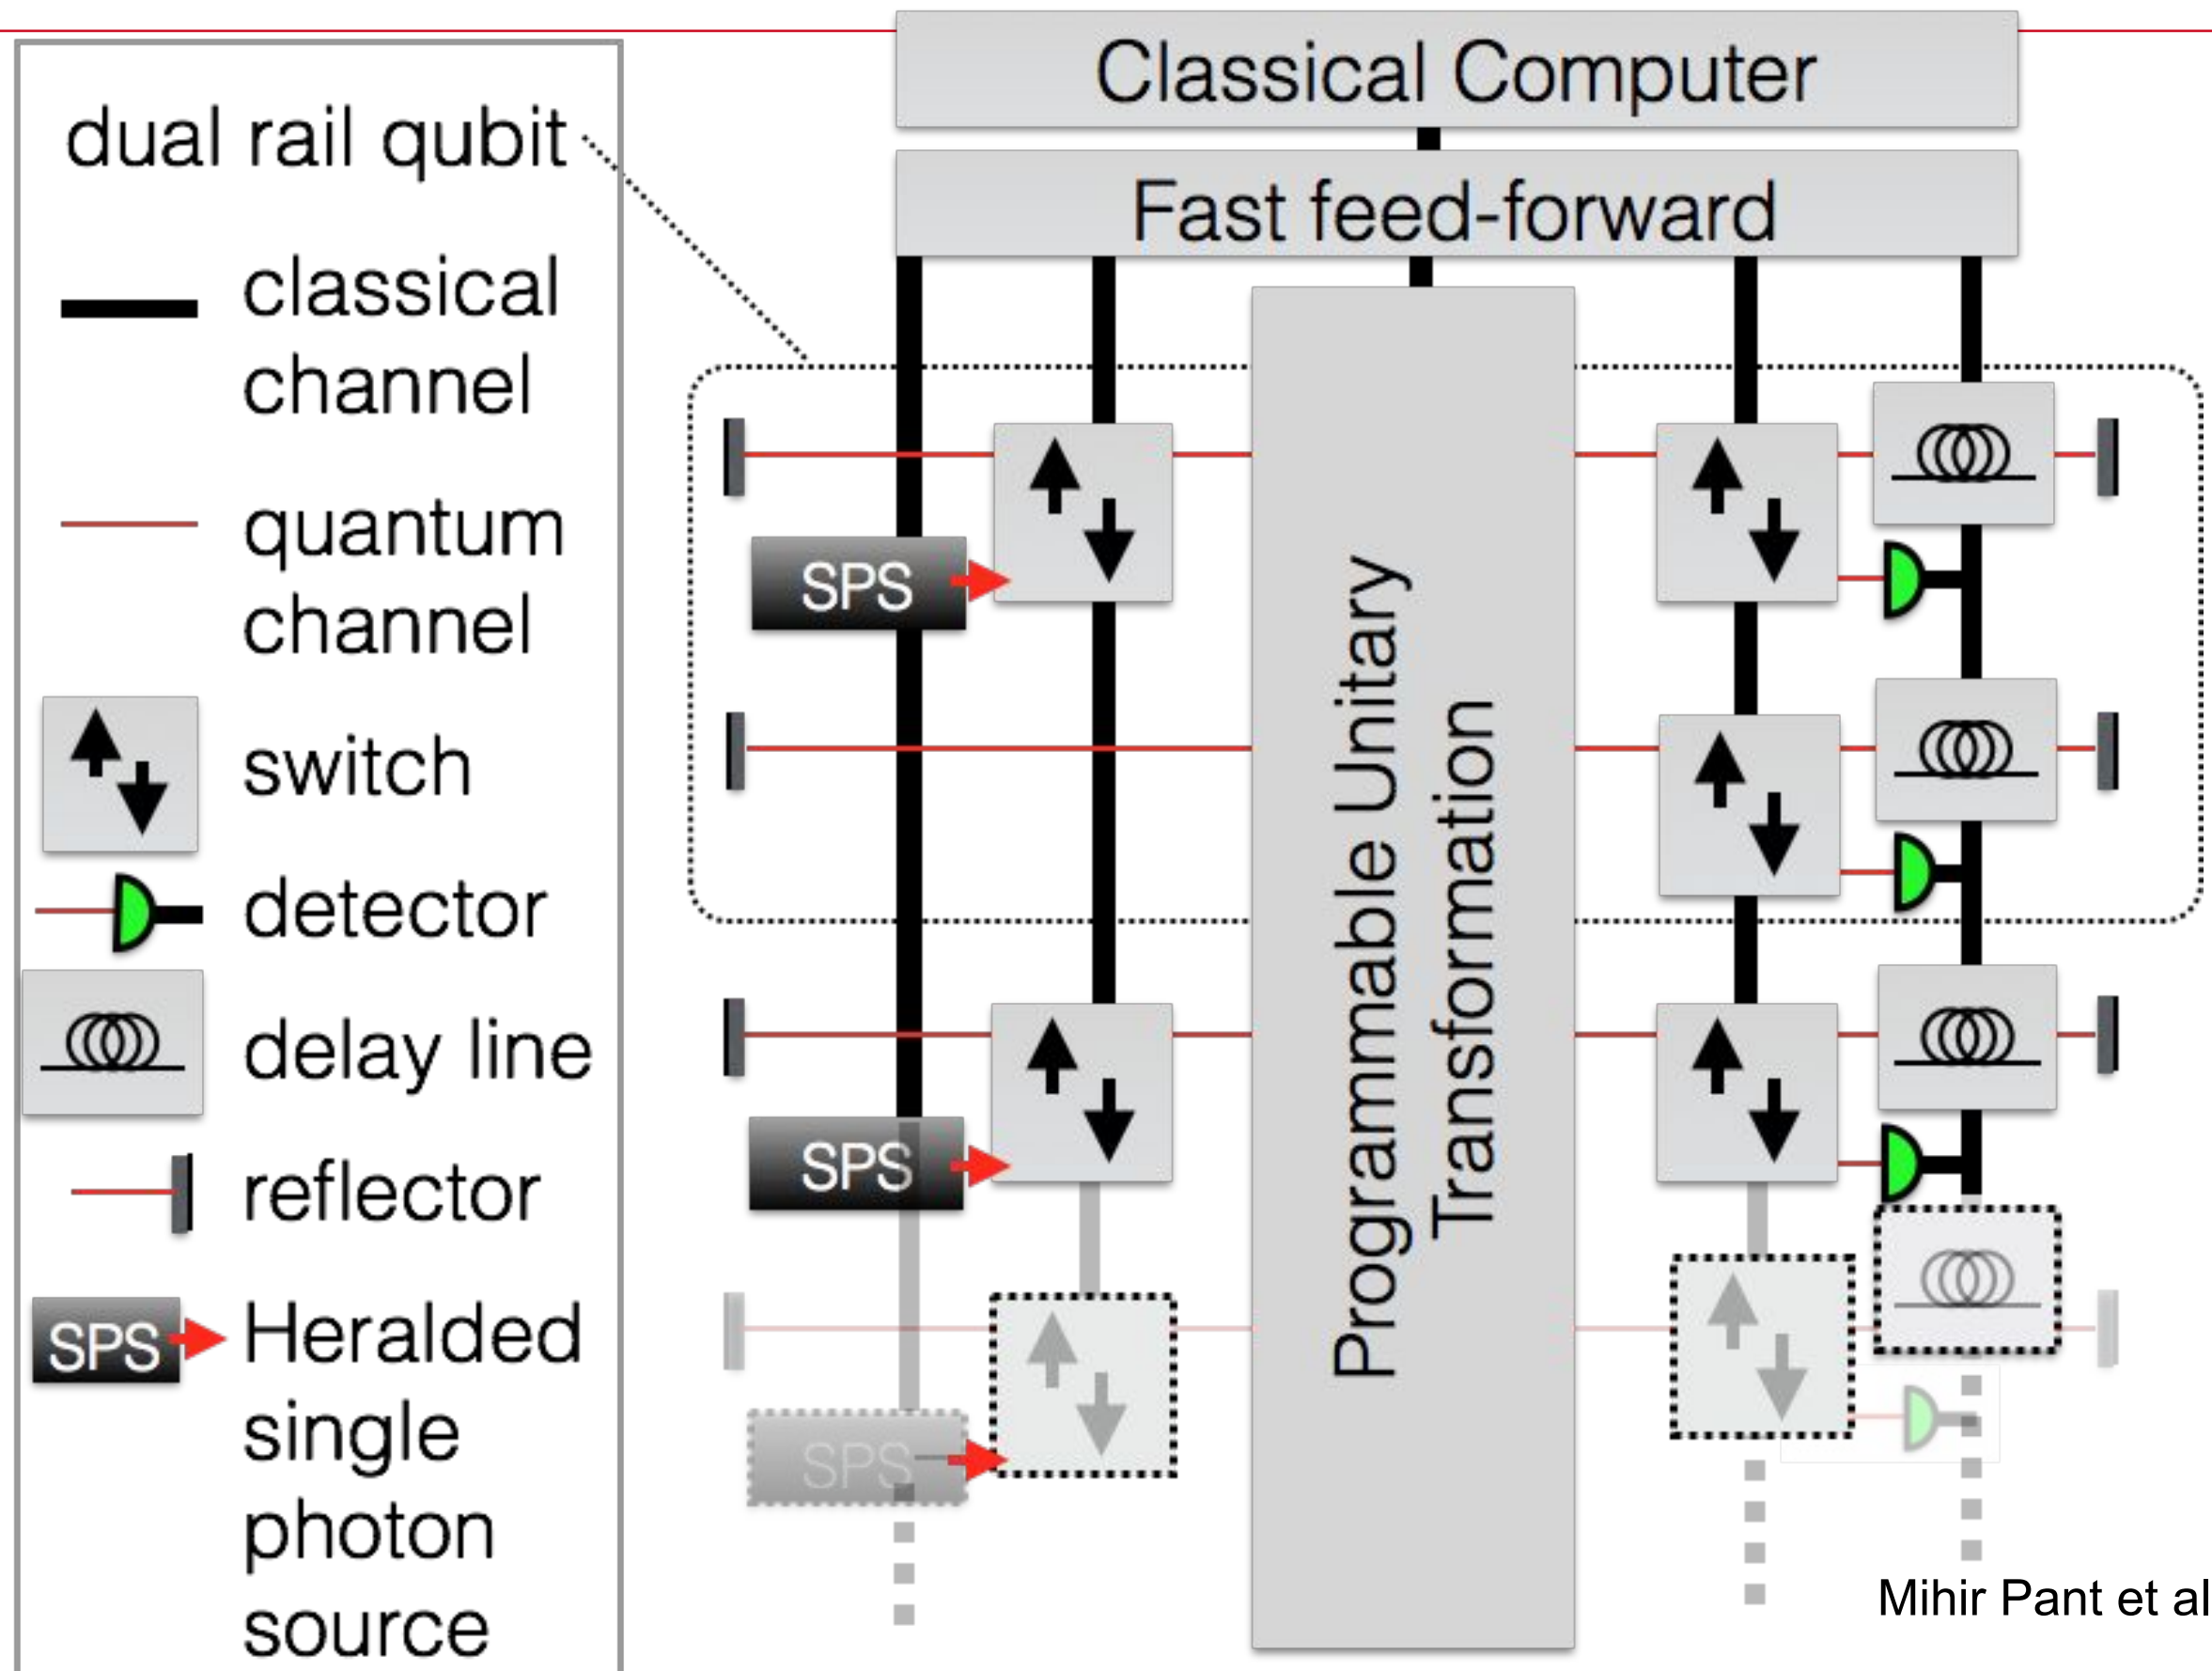 dual rail qubit
classical
channel
quantum
channel
switch
detector
delay line
reflector
SPS
Heralded
single
photon
source
Classical Computer
Fast feed-forward
SPS
SPS
SPS
Programmable Unitary
Transformation
Mihir Pant et al